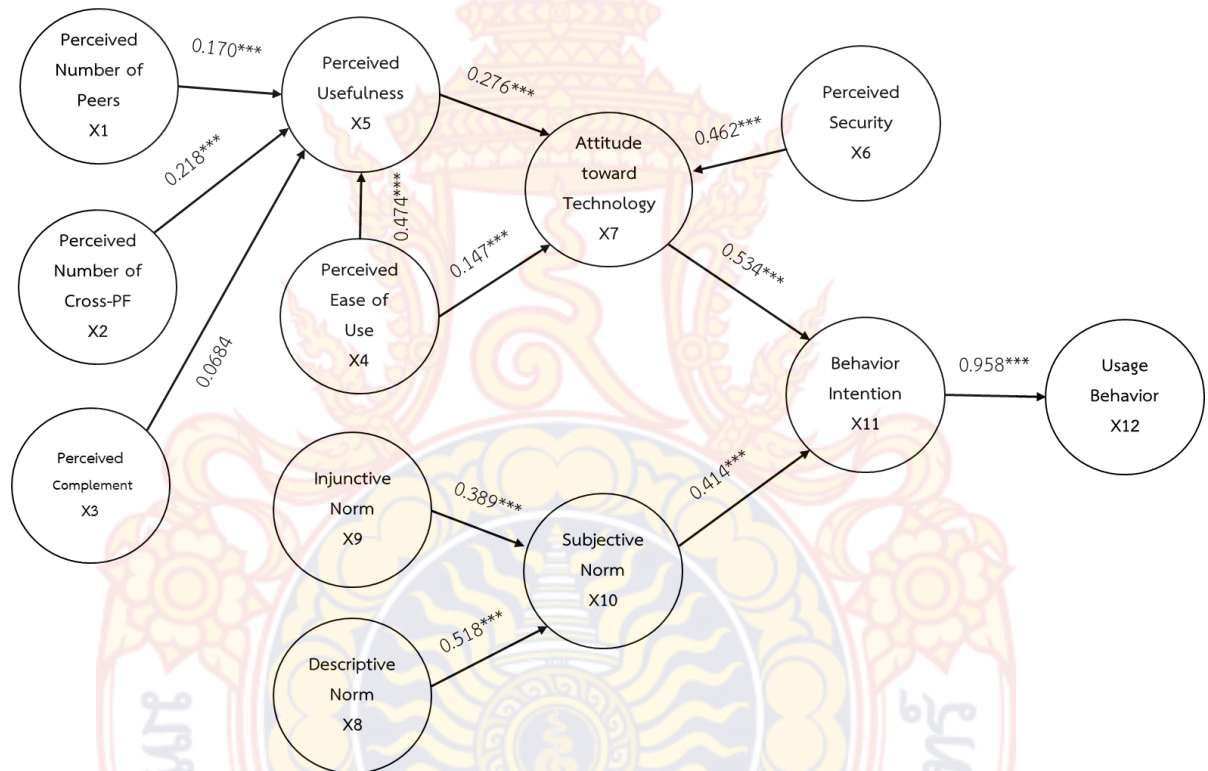 Perceived
Number of
Peers
X1
0.170***
Perceived
Usefulness
X5
0.276***
Perceived
Security
X6
0.462***
Attitude
toward
Technology
X7
0.218***
Perceived
Number of
Cross-PF
X2
0.474***
Perceived
Ease of
Use
X4
0.147***
0.534***
0.0684
Perceived
Complement
X3
Behavior
Intention
X11
0.958***
Usage
Behavior
X12
Injunctive
Norm
X9
0.389***
0.414***
Subjective
Norm
X10
0.518***
Descriptive
Norm
X8